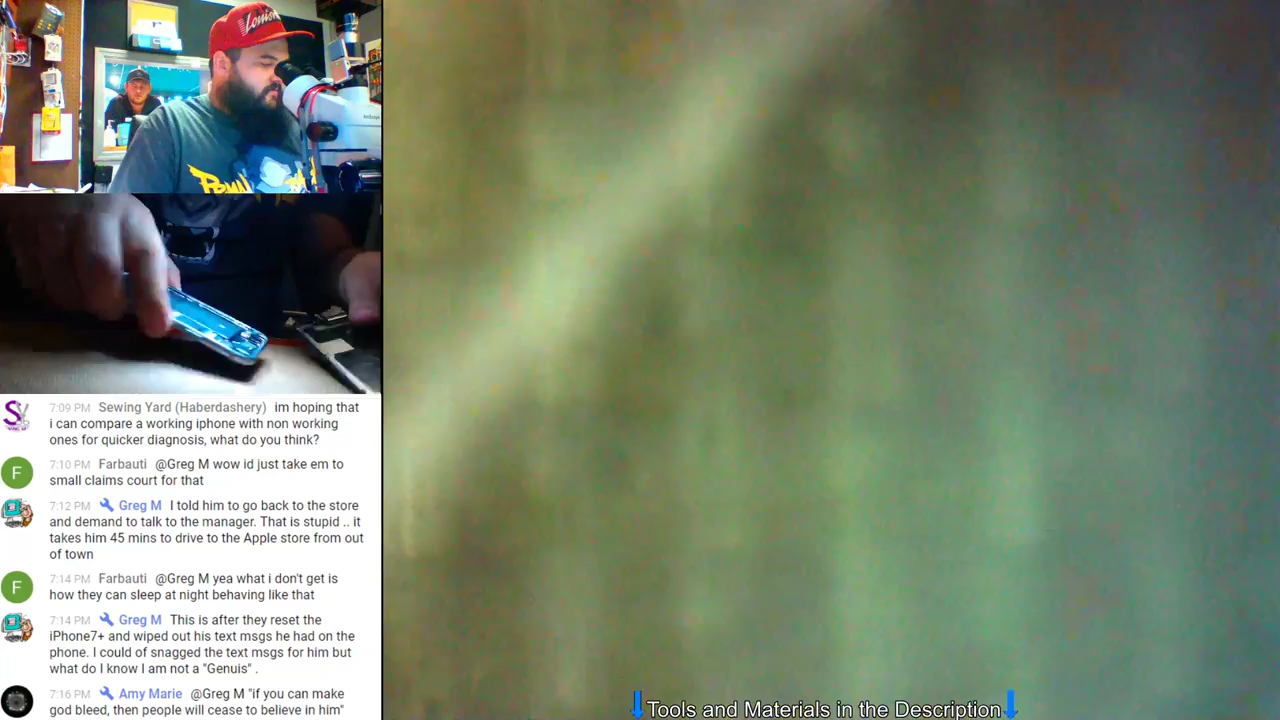 Louisville
7:09 PM Sewing Yard (Haberdashery) im hoping that
i can compare a working iphone with non working
ones for quicker diagnosis, what do you think?
F
7:10 PM Farbauti @Greg M wow id just take em to
small claims court for that
7:12 PM Greg M I told him to go back to the store
and demand to talk to the manager. That is stupid .. it
takes him 45 mins to drive to the Apple store from out
of town
F
7:14 PM Farbauti @Greg M yea what i don't get is
how they can sleep at night behaving like that
7:14 PM Greg M This is after they reset the
iPhone7+ and wiped out his text msgs he had on the
phone. I could of snagged the text msgs for him but
what do I know I am not a "Genuis" .
7:16 PM Amy Marie @Greg M "if you can make
god bleed, then people will cease to believe in him"
Tools and Materials in the Description